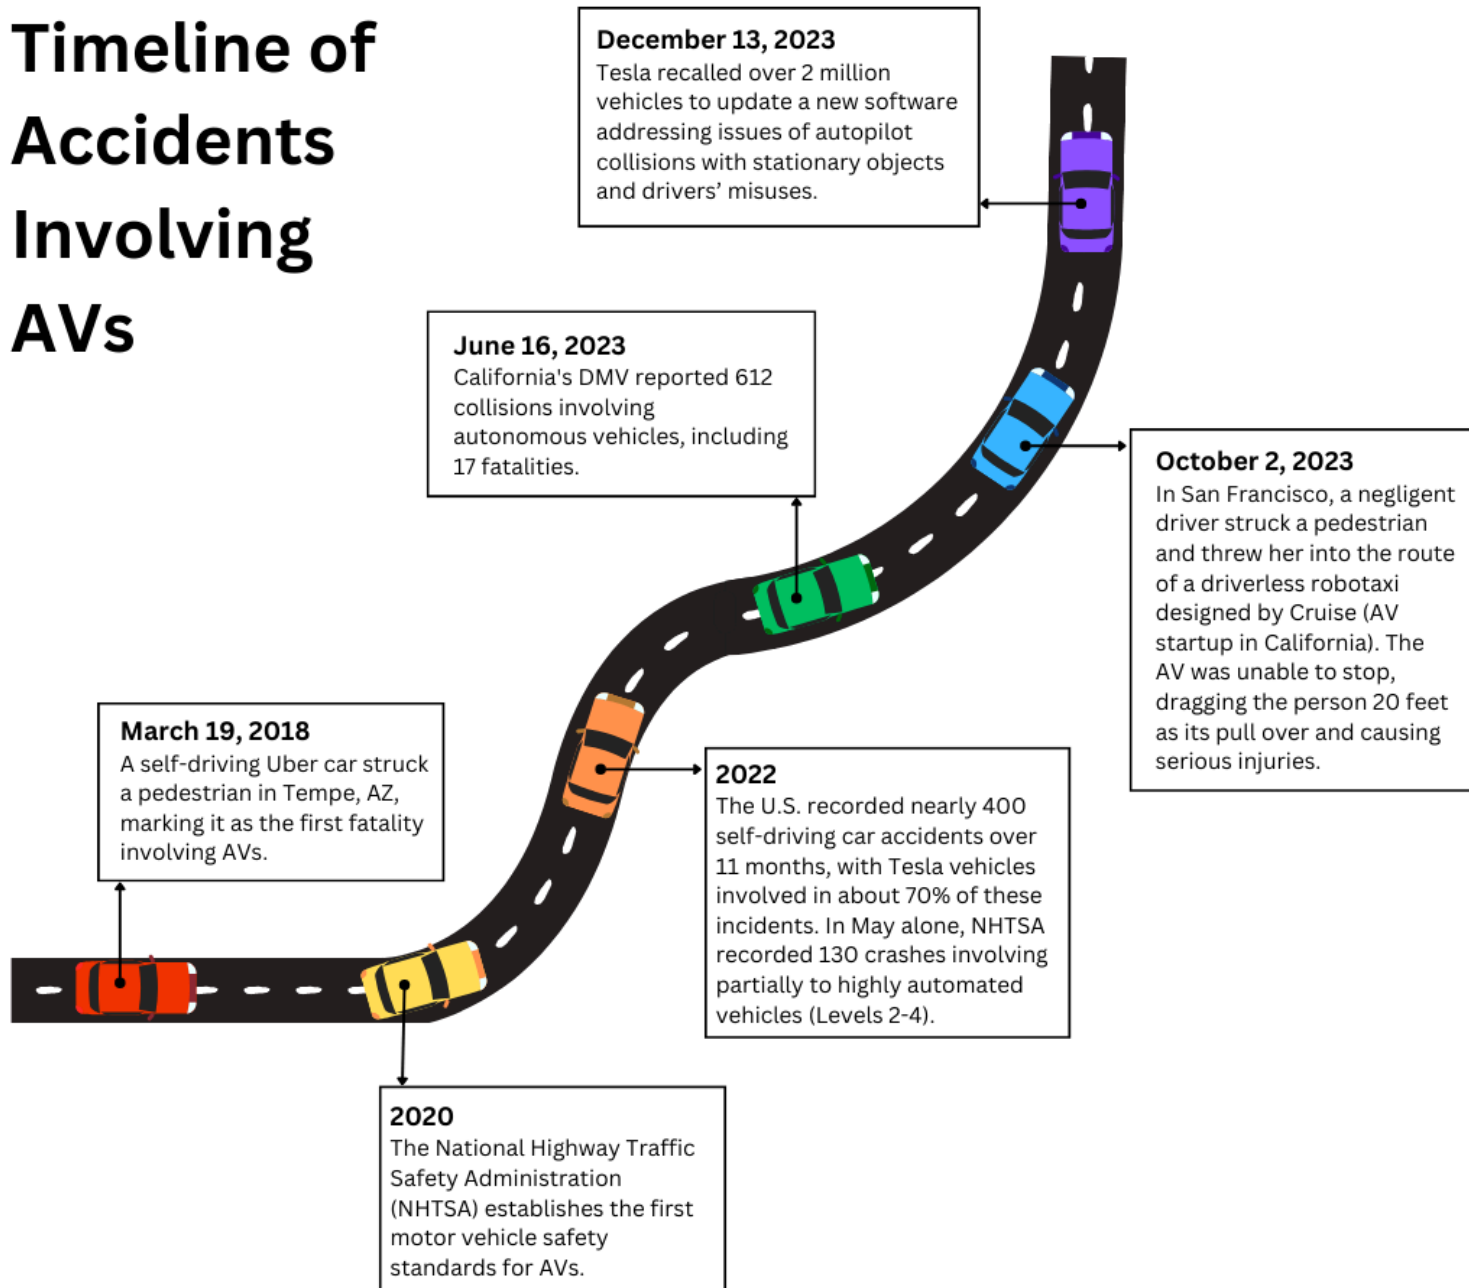 Timeline of
Accidents
Involving
AVs
December 13, 2023
Tesla recalled over 2 million
vehicles to update a new software
addressing issues of autopilot
collisions with stationary objects
and drivers’ misuses.
June 16, 2023
California's DMV reported 612
collisions involving
autonomous vehicles, including
17 fatalities.
October 2, 2023
In San Francisco, a negligent
driver struck a pedestrian
and threw her into the route
of a driverless robotaxi
designed by Cruise (AV
startup in California). The
AV was unable to stop,
dragging the person 20 feet
as its pull over and causing
serious injuries.
March 19, 2018
A self-driving Uber car struck
a pedestrian in Tempe, AZ,
marking it as the first fatality
involving AVs.
2022
The U.S. recorded nearly 400
self-driving car accidents over
11 months, with Tesla vehicles
involved in about 70% of these
incidents. In May alone, NHTSA
recorded 130 crashes involving
partially to highly automated
vehicles (Levels 2-4).
2020
The National Highway Traffic
Safety Administration
(NHTSA) establishes the first
motor vehicle safety
standards for AVs.